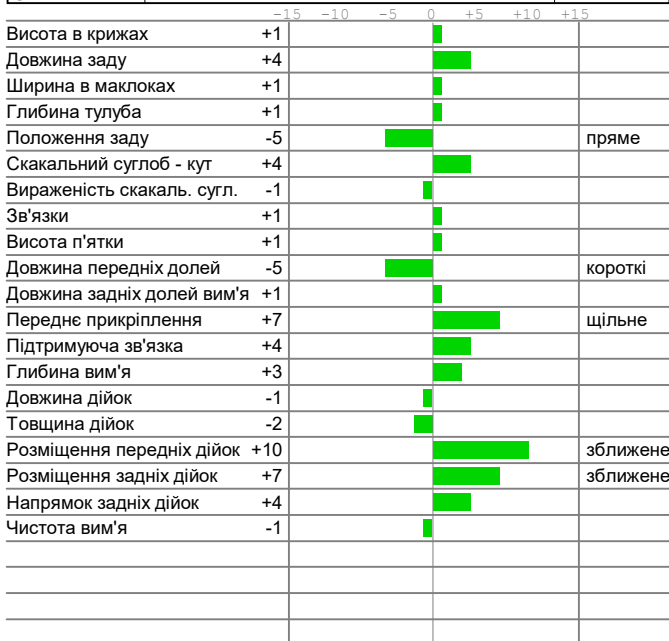 -15 -10 -5 0 +5 +10 +15
Висота в крижах +1
Довжина заду +4
Ширина в маклоках +1
Глибина тулуба +1
Положення заду -5 пряме
Скакальний суглоб - кут +4
Вираженість скакаль. сугл. -1
Зв'язки +1
Висота п'ятки +1
Довжина передніх долей -5 короткі
Довжина задніх долей вим'я +1
Переднє прикріплення +7 щільне
Підтримуюча зв'язка +4
Глибина вим'я +3
Довжина дійок -1
Товщина дійок -2
Розміщення передніх дійок +10 зближене
Розміщення задніх дійок +7 зближене
Напрямок задніх дійок +4
Чистота вим'я -1